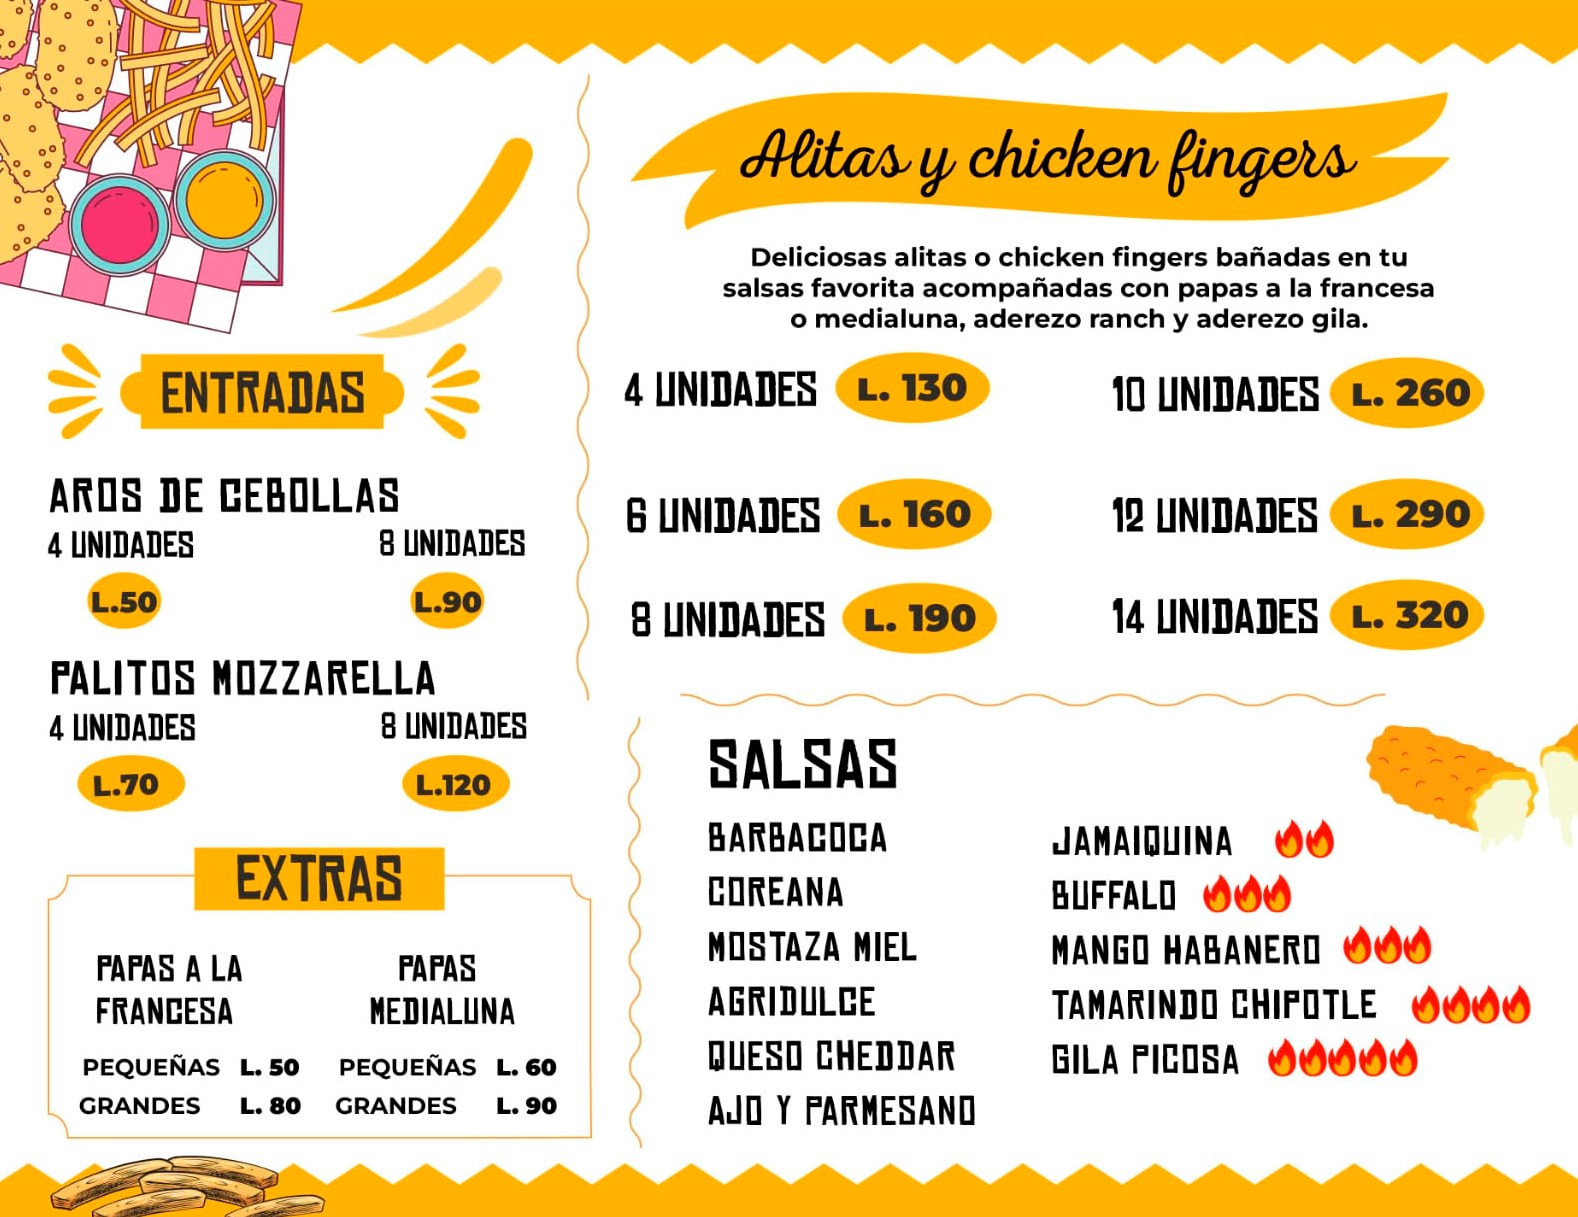 ENTRADAS
AROS DE CEBOLLAS
4 UNIDADES 8 UNIDADES
L.50 L.90
PALITOS MOZZARELLA
4 UNIDADES 8 UNIDADES
L.70 L.120
EXTRAS
PAPAS A LA
FRANCESA
PEQUEÑAS L. 50
GRANDES L. 80
PAPAS
MEDIALUNA
PEQUEÑAS L. 60
GRANDES L. 90
Alitas y chicken fingers
Deliciosas alitas o chicken fingers bañadas en tu
salsas favorita acompañadas con papas a la francesa
o medialuna, aderezo ranch y aderezo gila.
4 UNIDADES L. 130
6 UNIDADES L. 160
8 UNIDADES L. 190
10 UNIDADES L. 260
12 UNIDADES L. 290
14 UNIDADES L. 320
SALSAS
BARBACOCA
COREANA
MOSTAZA MIEL
AGRIDULCE
QUESO CHEDDAR
AJO Y PARMESANO
JAMAIQUINA
BUFFALO
MANGO HABANERO
TAMARINDO CHIPOTLE
GILA PICOSA